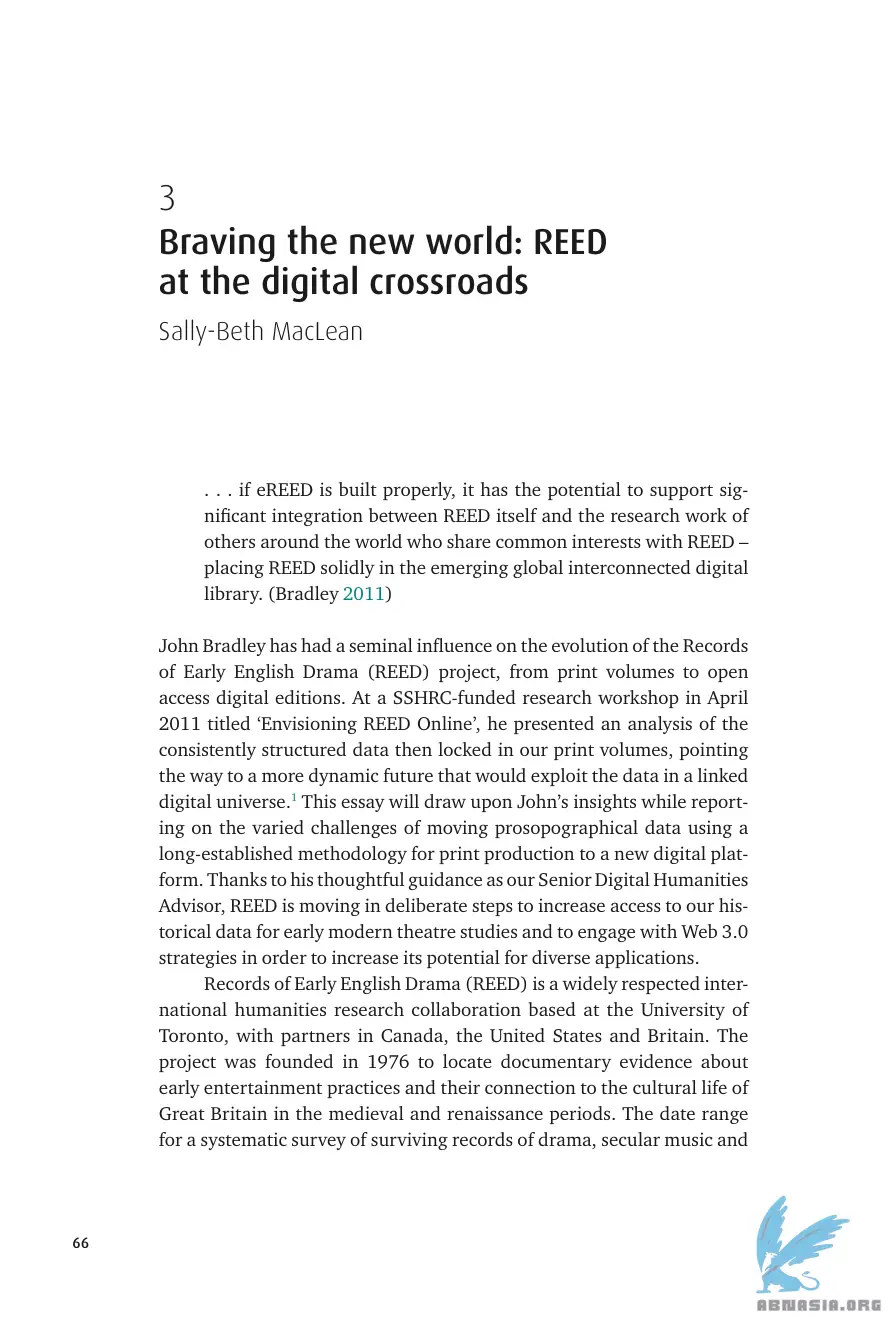 3
Braving the new world: REED
at the digital crossroads
Sally-Beth MacLean
. . . if eREED is built properly, it has the potential to support sig-
nificant integration between REED itself and the research work of
others around the world who share common interests with REED –
placing REED solidly in the emerging global interconnected digital
library. (Bradley 2011)
John Bradley has had a seminal influence on the evolution of the Records
of Early English Drama (REED) project, from print volumes to open
access digital editions. At a SSHRC-funded research workshop in April
2011 titled ‘Envisioning REED Online’, he presented an analysis of the
consistently structured data then locked in our print volumes, pointing
the way to a more dynamic future that would exploit the data in a linked
digital universe.1 This essay will draw upon John’s insights while report-
ing on the varied challenges of moving prosopographical data using a
long-established methodology for print production to a new digital plat-
form. Thanks to his thoughtful guidance as our Senior Digital Humanities
Advisor, REED is moving in deliberate steps to increase access to our his-
torical data for early modern theatre studies and to engage with Web 3.0
strategies in order to increase its potential for diverse applications.
Records of Early English Drama (REED) is a widely respected inter-
national humanities research collaboration based at the University of
Toronto, with partners in Canada, the United States and Britain. The
project was founded in 1976 to locate documentary evidence about
early entertainment practices and their connection to the cultural life of
Great Britain in the medieval and renaissance periods. The date range
for a systematic survey of surviving records of drama, secular music and
66
ABNASIA.ORG